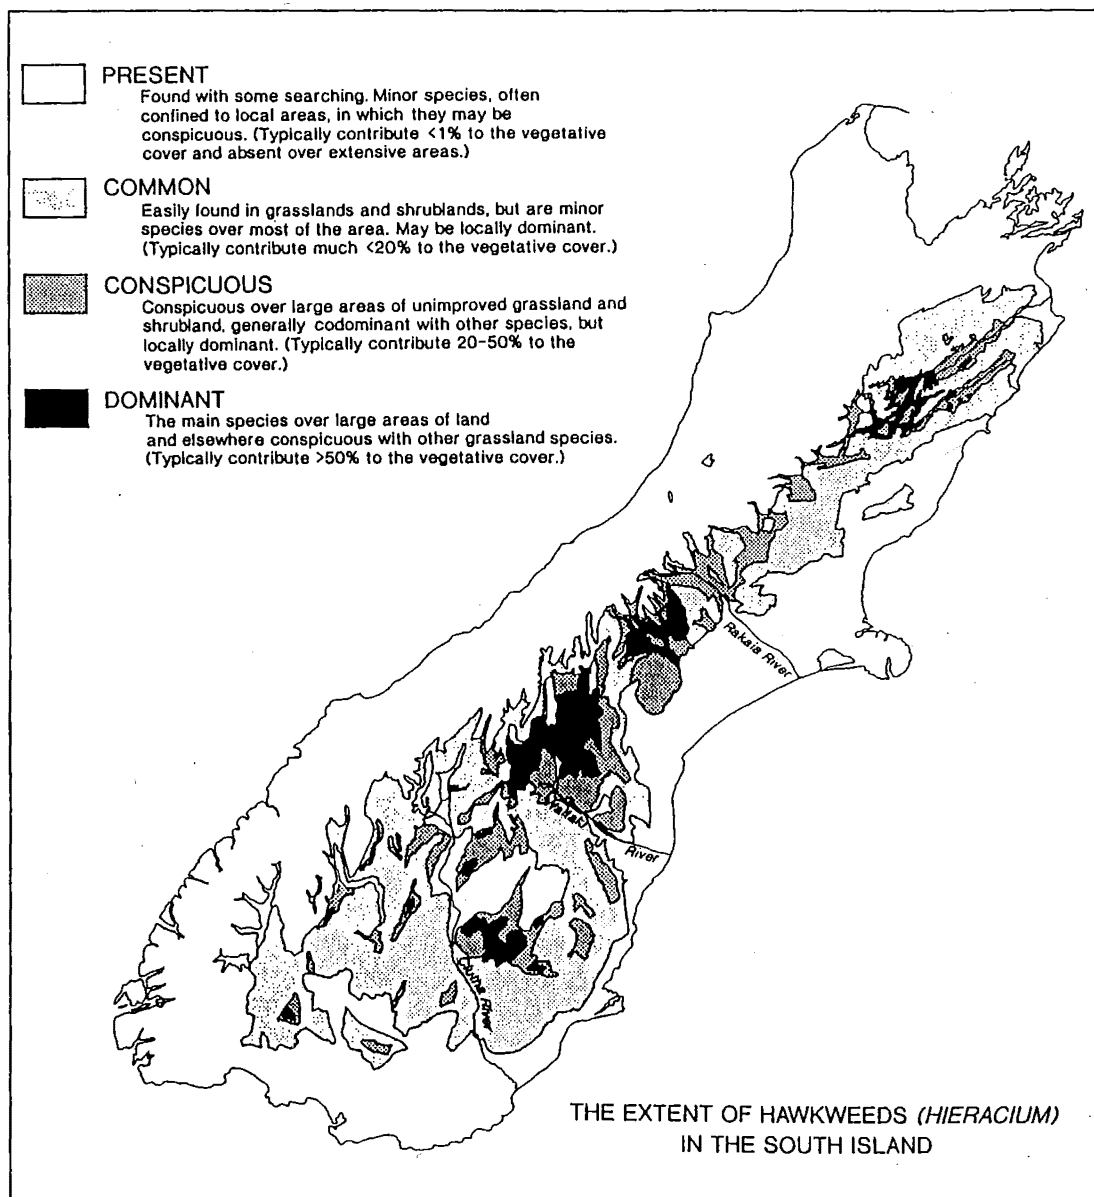 PRESENT
Found with some searching. Minor species, often
confined to local areas, in which they may be
conspicuous. (Typically contribute <1% to the vegetative
cover and absent over extensive areas.)
COMMON
Easily found in grasslands and shrublands, but are minor
species over most of the area. May be locally dominant.
(Typically contribute much <20% to the vegetative cover.)
CONSPICUOUS
Conspicuous over large areas of unimproved grassland and
shrubland, generally codominant with other species, but
locally dominant. (Typically contribute 20-50% to the
vegetative cover.)
DOMINANT
The main species over large areas of land
and elsewhere conspicuous with other grassland species.
(Typically contribute >50% to the vegetative cover.)
Rakaia River
River
River
THE EXTENT OF HAWKWEEDS (HIERACIUM)
IN THE SOUTH ISLAND